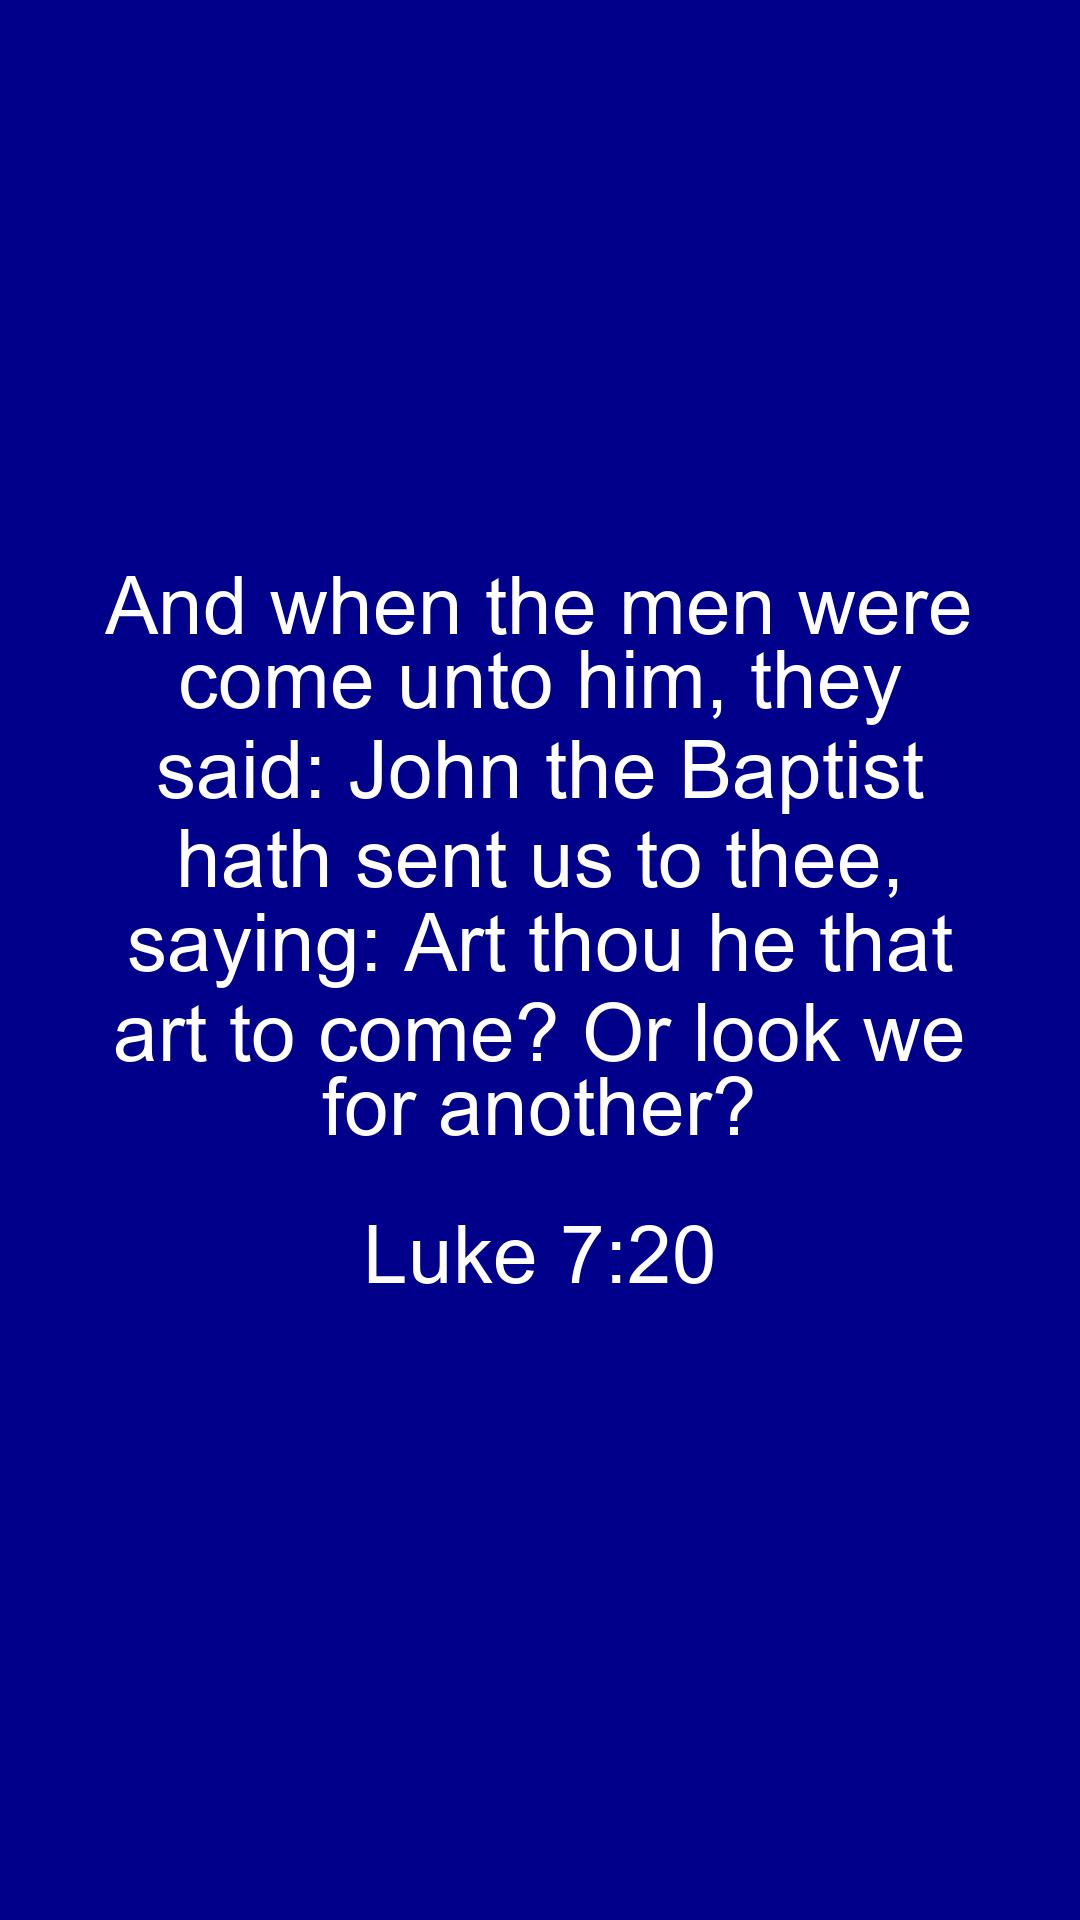 And when the men were
come unto him, they
said: John the Baptist
hath sent us to thee,
saying: Art thou he that
art to come? Or look we
for another?
Luke 7:20